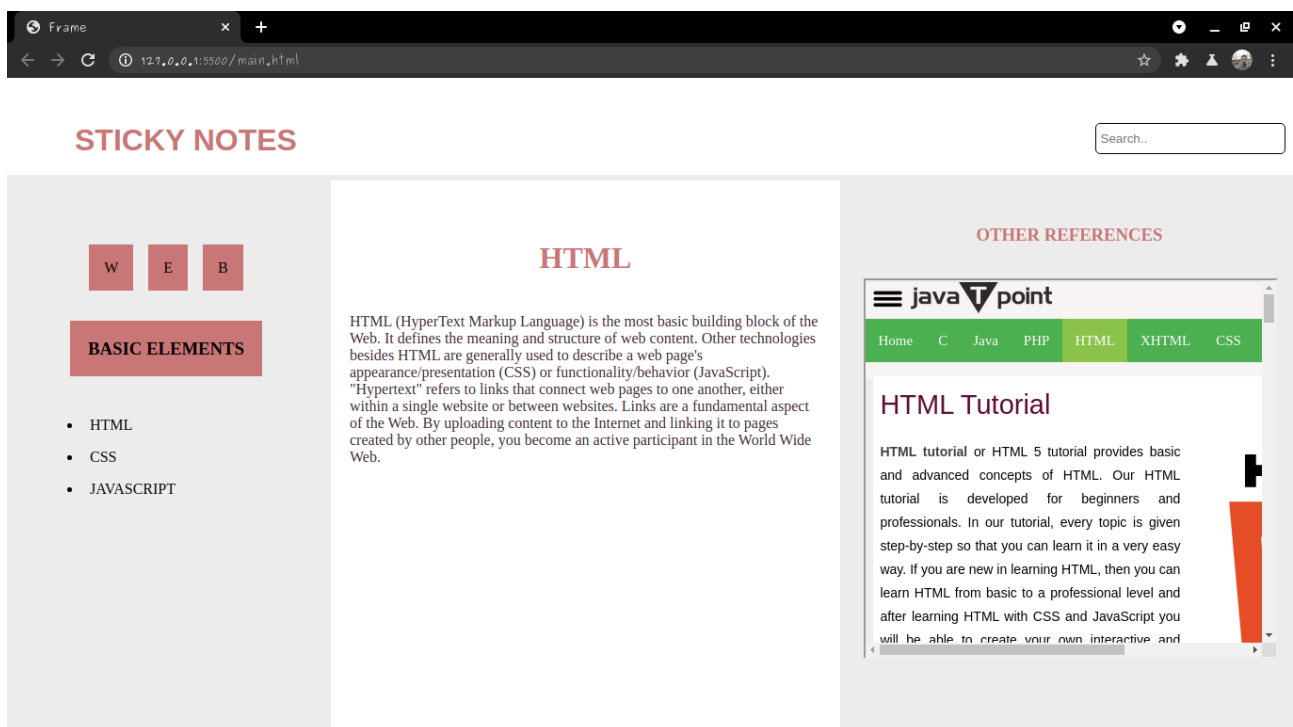 Frame
127.0.0.1:5500/main.html
STICKY NOTES
Search..
W E B
BASIC ELEMENTS
HTML
CSS
JAVASCRIPT
HTML
HTML (HyperText Markup Language) is the most basic building block of the
Web. It defines the meaning and structure of web content. Other technologies
besides HTML are generally used to describe a web page's
appearance/presentation (CSS) or functionality/behavior (JavaScript).
"Hypertext" refers to links that connect web pages to one another, either
within a single website or between websites. Links are a fundamental aspect
of the Web. By uploading content to the Internet and linking it to pages
created by other people, you become an active participant in the World Wide
Web.
OTHER REFERENCES
java T point
Home C Java PHP HTML XHTML CSS
HTML Tutorial
HTML tutorial or HTML 5 tutorial provides basic
and advanced concepts of HTML. Our HTML
tutorial is developed for beginners and
professionals. In our tutorial, every topic is given
step-by-step so that you can learn it in a very easy
way. If you are new in learning HTML, then you can
learn HTML from basic to a professional level and
after learning HTML with CSS and JavaScript you
will be able to create your own interactive and